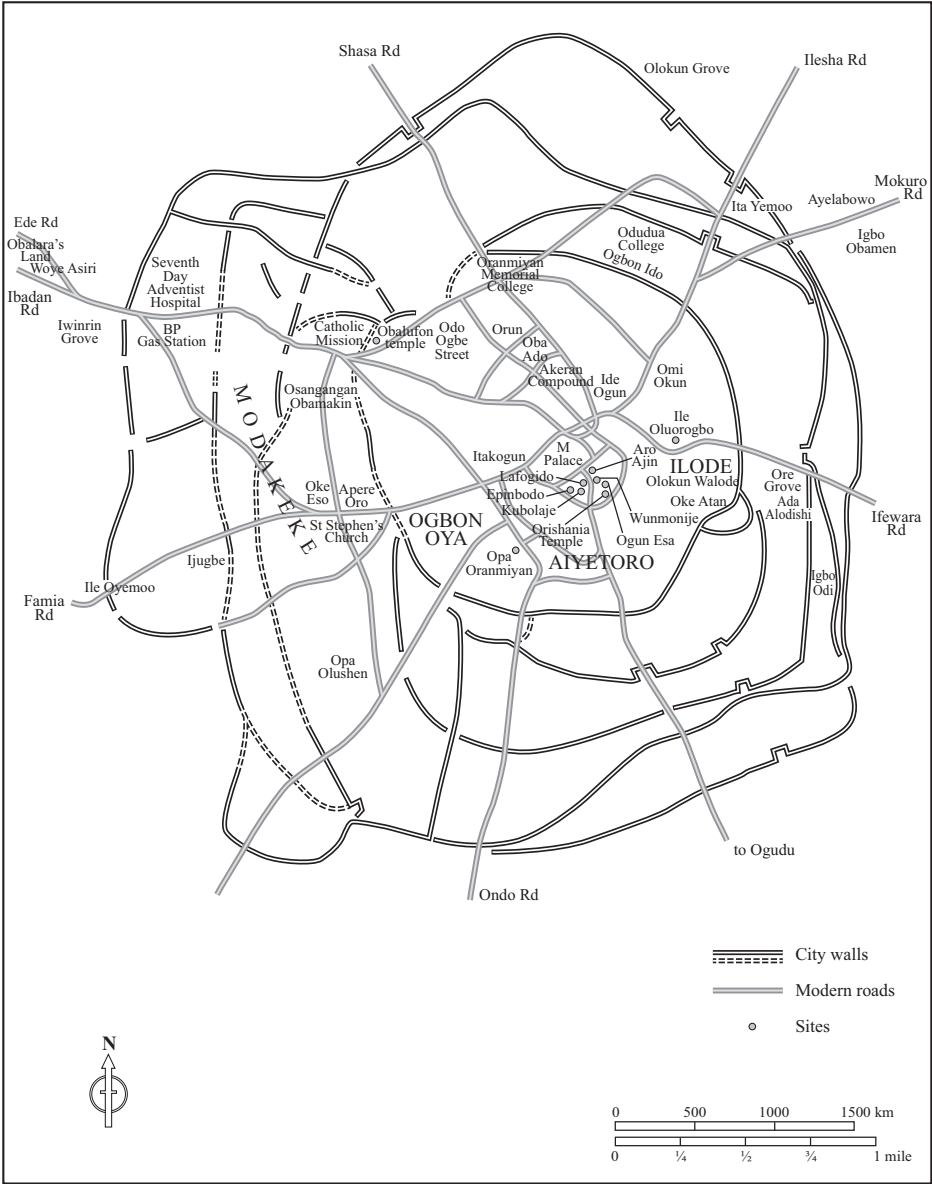 Shasa Rd
Olokun Grove
Ilesha Rd
Mokuro
Rd
Ita Yemoo
Ayelabowo
Igbo
Obamen
Odudua
College
Ogbon Ido
Ede Rd
Obalara’s
Land
Woye Asiri
Ibadan
Rd
Iwinrin
Grove
Seventh
Day
Adventist
Hospital
BP
Gas Station
Oranmiyan
Memorial
College
Catholic
Mission
Obalufon
temple
Odo
Ogbe
Street
Orun
Oba
Ado
Akeran
Compound
Ide
Ogun
Omi
Okun
Osangangan
Obamakin
MODAKEKE
Ile
Oluorogbo
Itakogun
M
Palace
Aro
Ajin
ILODE
Olokun Walode
Lafogido
Epinbodo
Kubolaje
Oke Atan
Ore
Grove
Ada
Alodishi
Wunmonije
Ifewara
Rd
Oke
Eso
Apere
Oro
St Stephen’s
Church
OGBON
OYA
Orishania
Temple
Ogun Esa
Opa
Oranmiyan
AIYETORO
Ijugbe
Ile Oyemoo
Famia
Rd
Igbo
Odi
Opa
Olushen
to Ogudu
Ondo Rd
City walls
Modern roads
Sites
N
0 500 1000 1500 km
0 ¼ ½ ¾ 1 mile